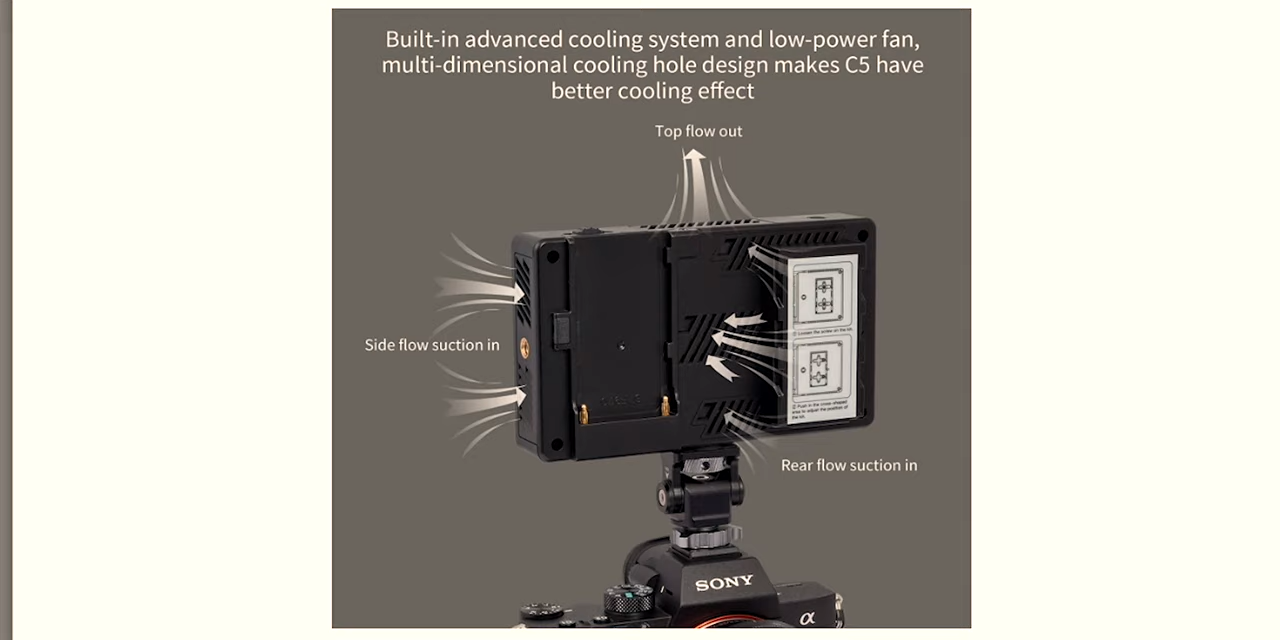 Built-in advanced cooling system and low-power fan,
multi-dimensional cooling hole design makes C5 have
better cooling effect
Top flow out
Side flow suction in
Rear flow suction in
SONY
α